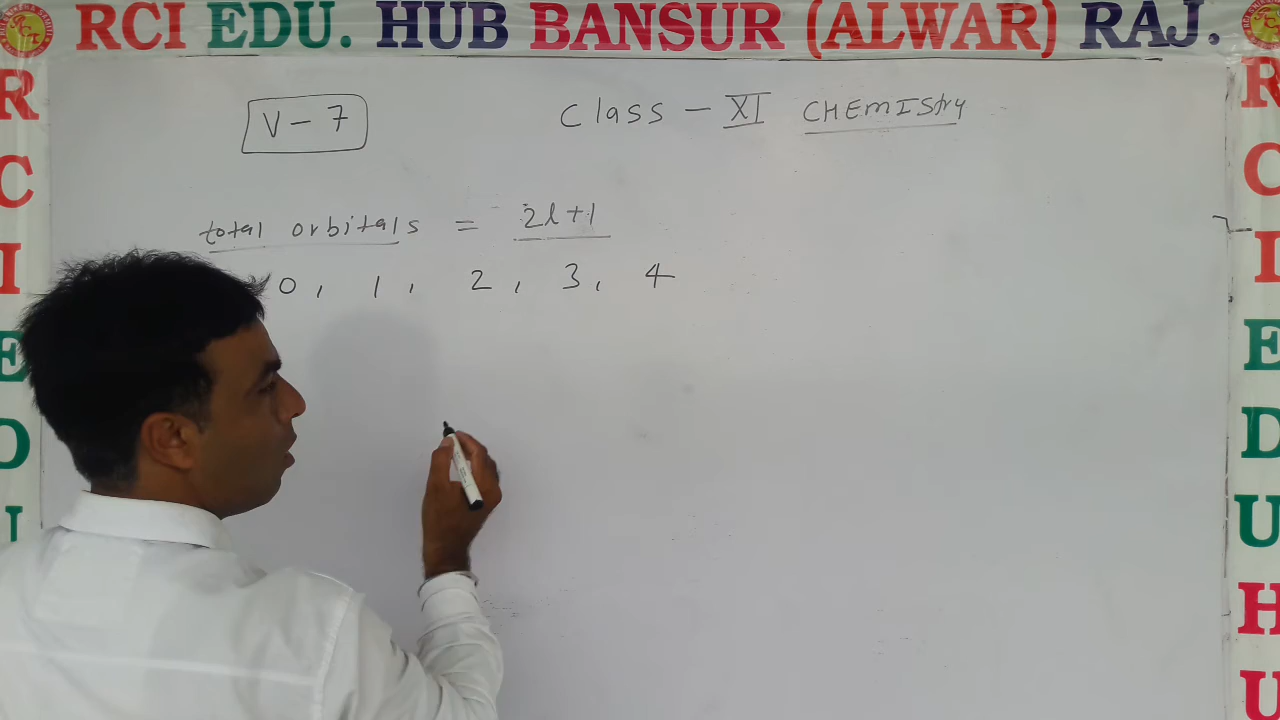 RCI EDU. HUB BANSUR (ALWAR) RAJ.
V-7
Class - XI CHEMISTRY
total orbitals = 2l+1
0, 1, 2, 3, 4
R
C
I
E
D
R
C
I
E
D
U
H
U